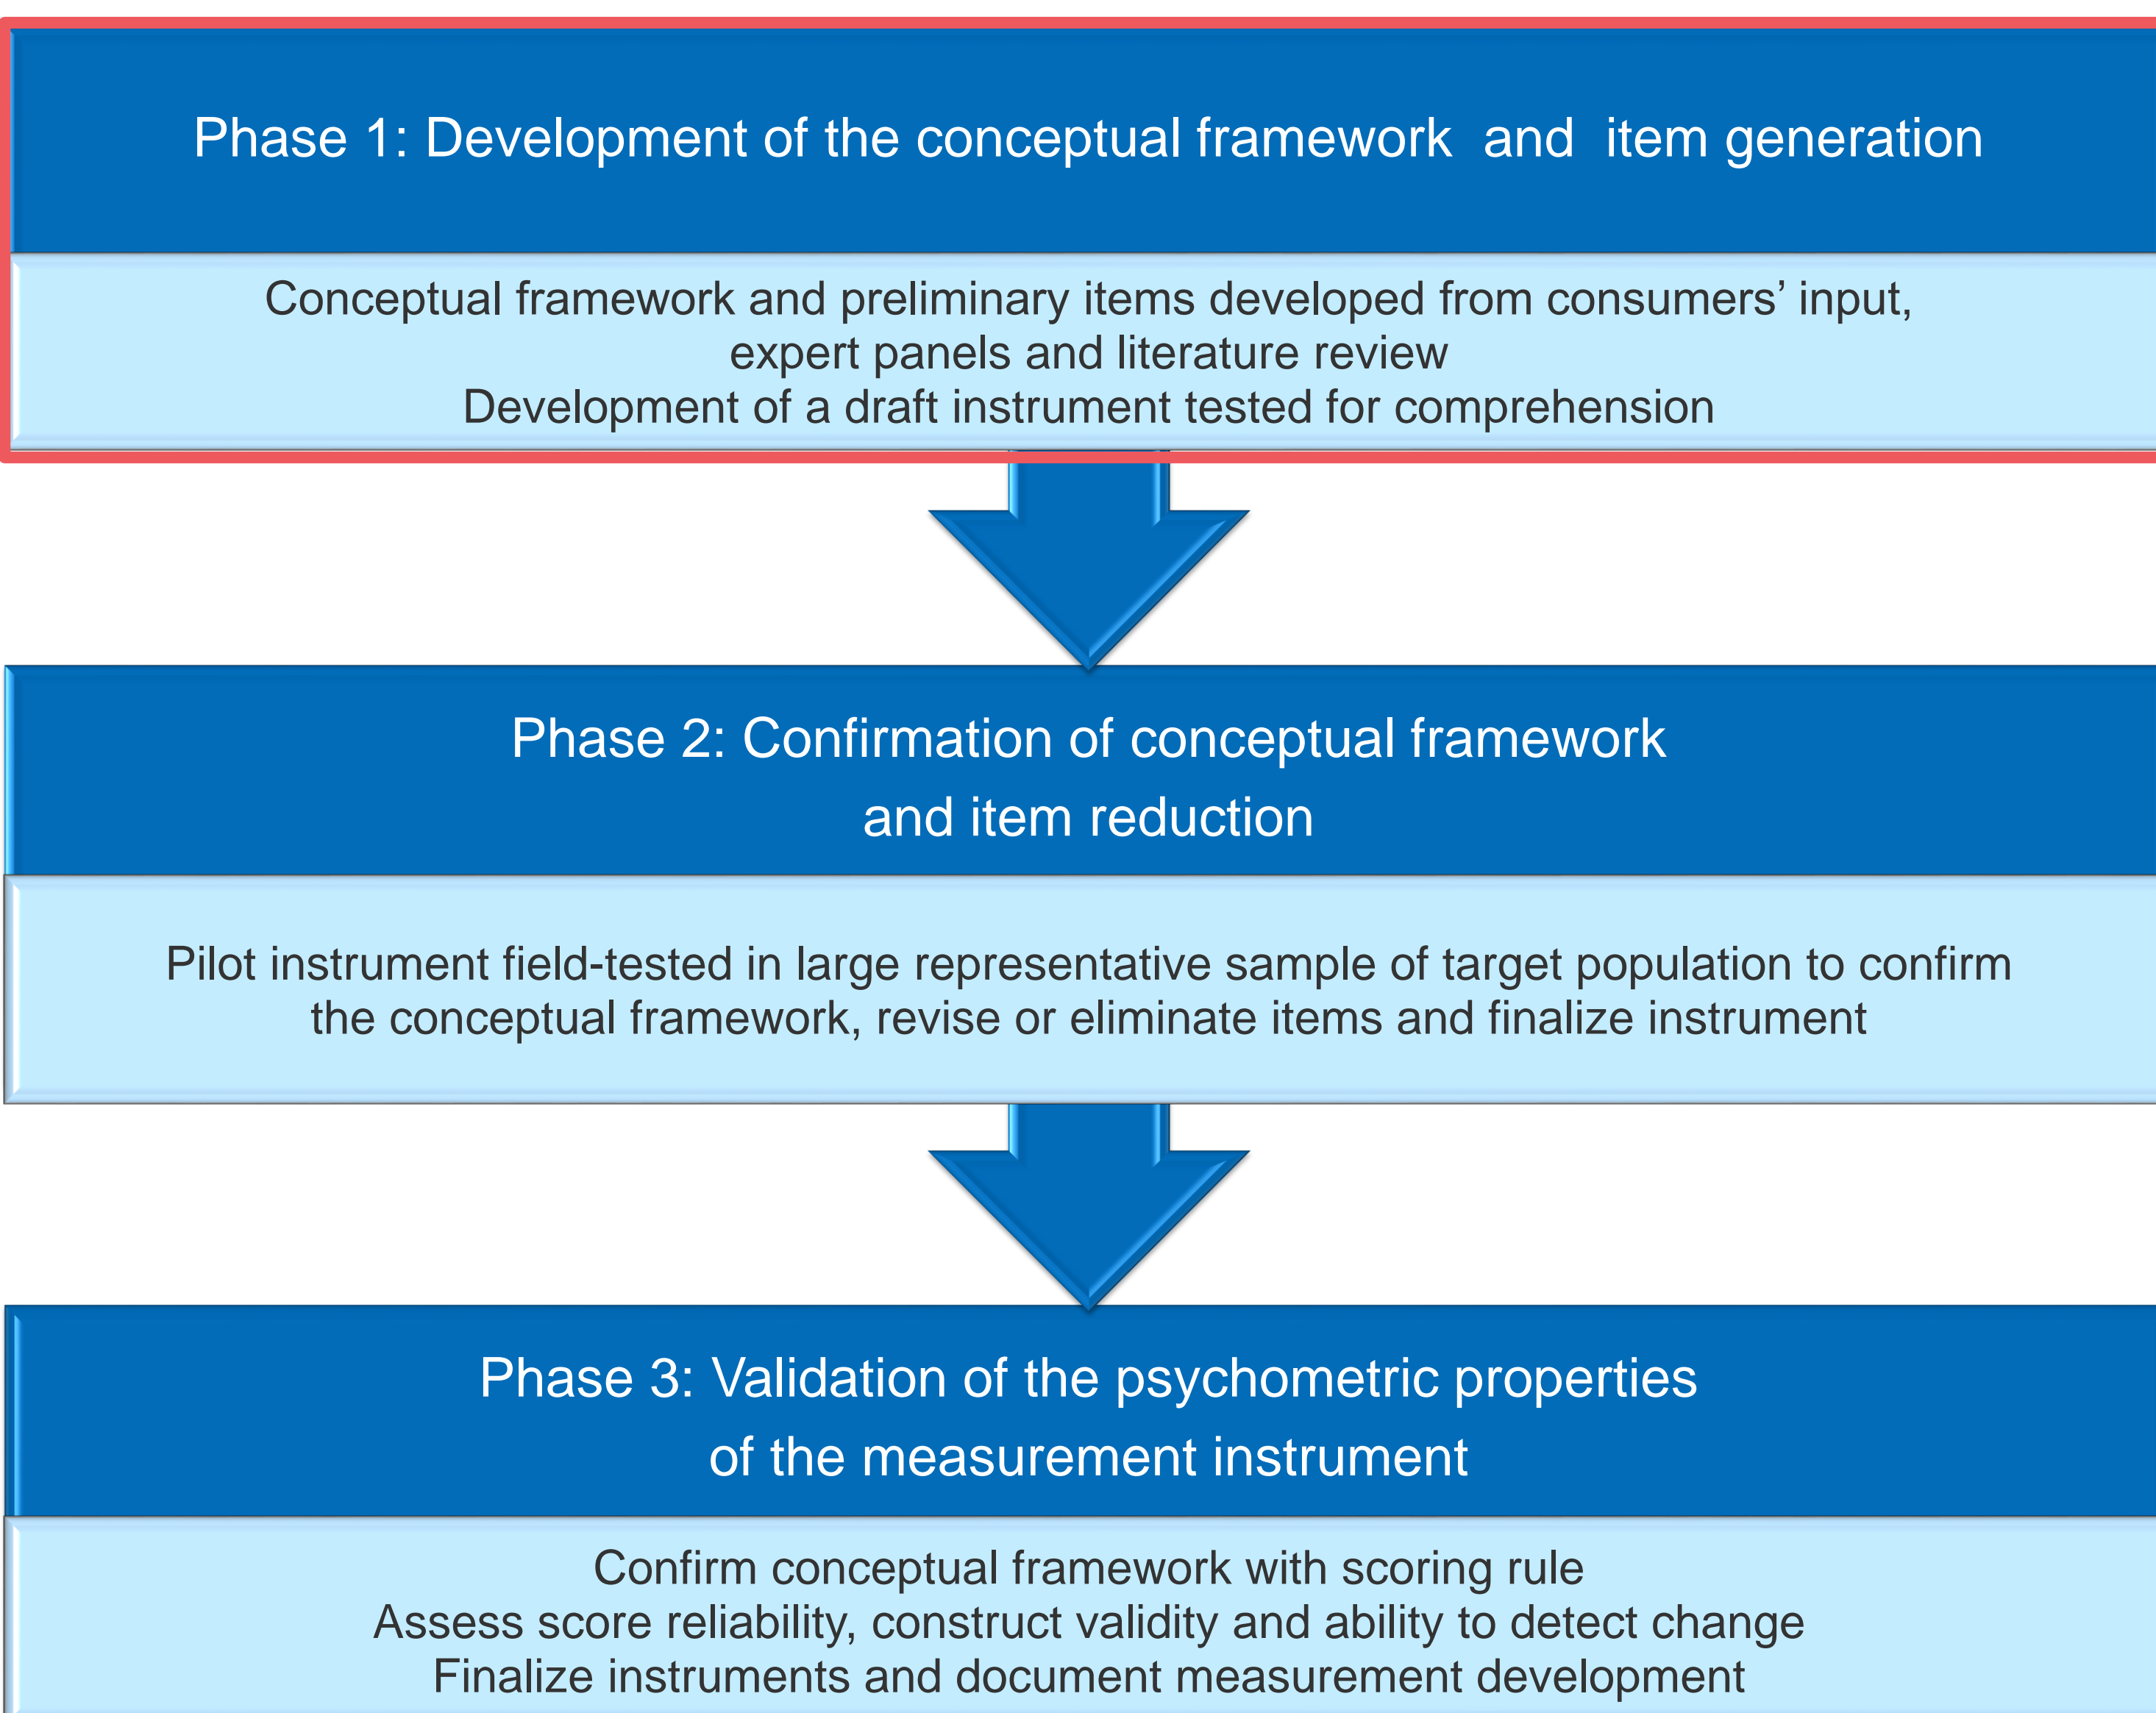 Phase 1: Development of the conceptual framework and item generation
Conceptual framework and preliminary items developed from consumers’ input,
expert panels and literature review
Development of a draft instrument tested for comprehension
Phase 2: Confirmation of conceptual framework
and item reduction
Pilot instrument field-tested in large representative sample of target population to confirm
the conceptual framework, revise or eliminate items and finalize instrument
Phase 3: Validation of the psychometric properties
of the measurement instrument
Confirm conceptual framework with scoring rule
Assess score reliability, construct validity and ability to detect change
Finalize instruments and document measurement development